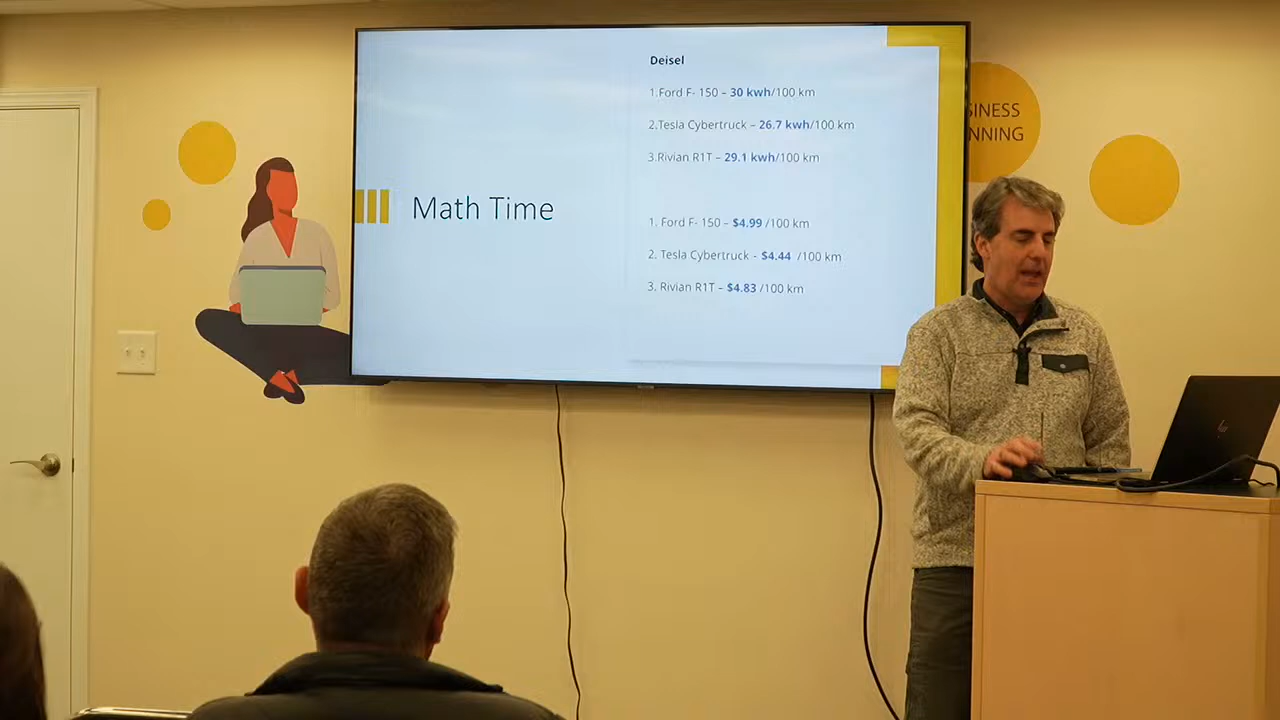 Math Time
Deisel
1.Ford F- 150 – 30 kwh/100 km
2.Tesla Cybertruck – 26.7 kwh/100 km
3.Rivian R1T – 29.1 kwh/100 km
1. Ford F- 150 – $4.99 /100 km
2. Tesla Cybertruck - $4.44 /100 km
3. Rivian R1T – $4.83 /100 km